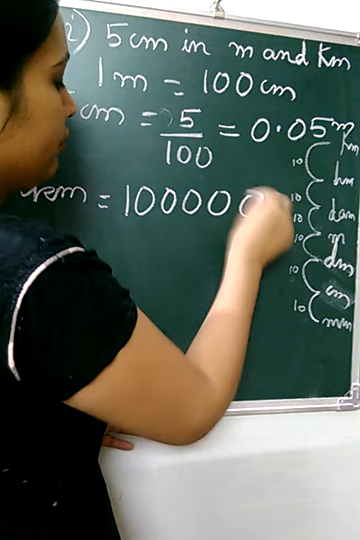 i) 5cm in m and Km
1m = 100cm
cm = 5/100 = 0.05m
km = 10000
km
10
hm
10
dam
10
m
10
dm
10
cm
10
mm